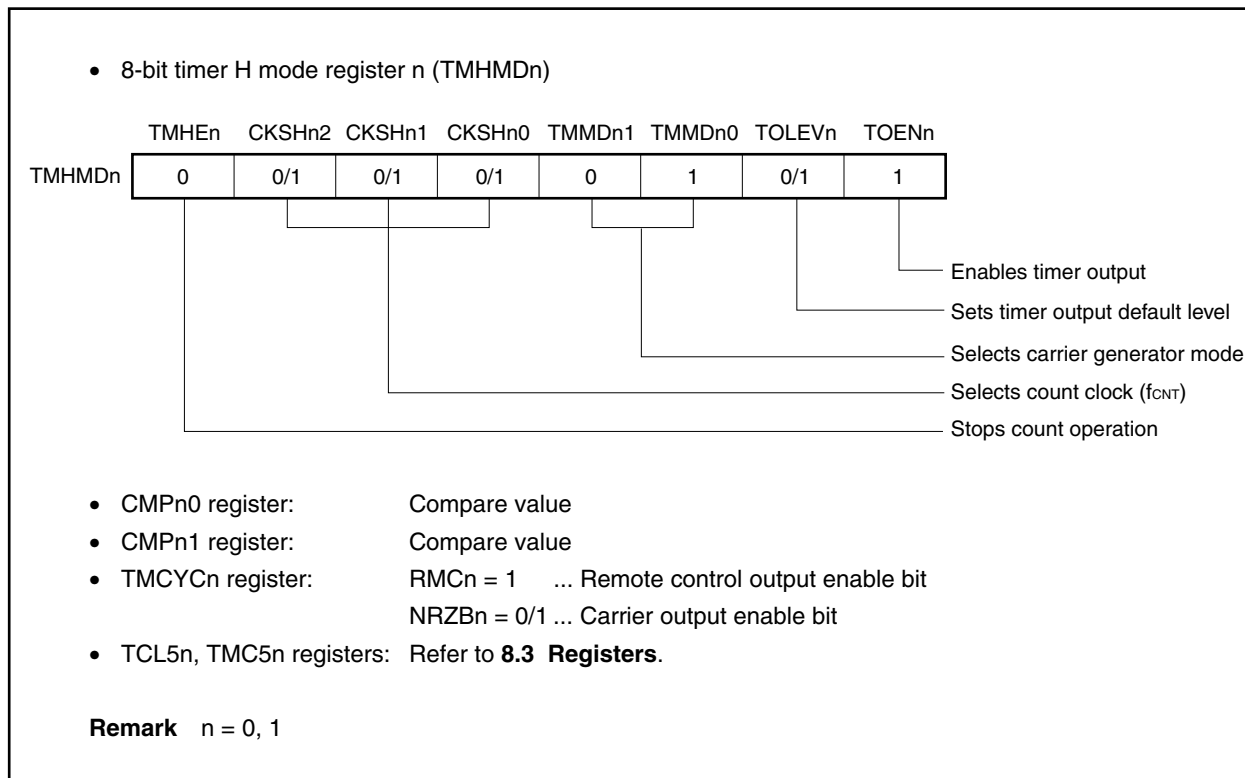 • 8-bit timer H mode register n (TMHMDn)
TMHEn CKSHn2 CKSHn1 CKSHn0 TMMDn1 TMMDn0 TOLEVn TOENn
TMHMDn 0 0/1 0/1 0/1 0 1 0/1 1
Enables timer output
Sets timer output default level
Selects carrier generator mode
Selects count clock (fCNT)
Stops count operation
• CMPn0 register: Compare value
• CMPn1 register: Compare value
• TMCYCn register: RMCn = 1 ... Remote control output enable bit
NRZBn = 0/1 ... Carrier output enable bit
• TCL5n, TMC5n registers: Refer to 8.3 Registers.
Remark n = 0, 1